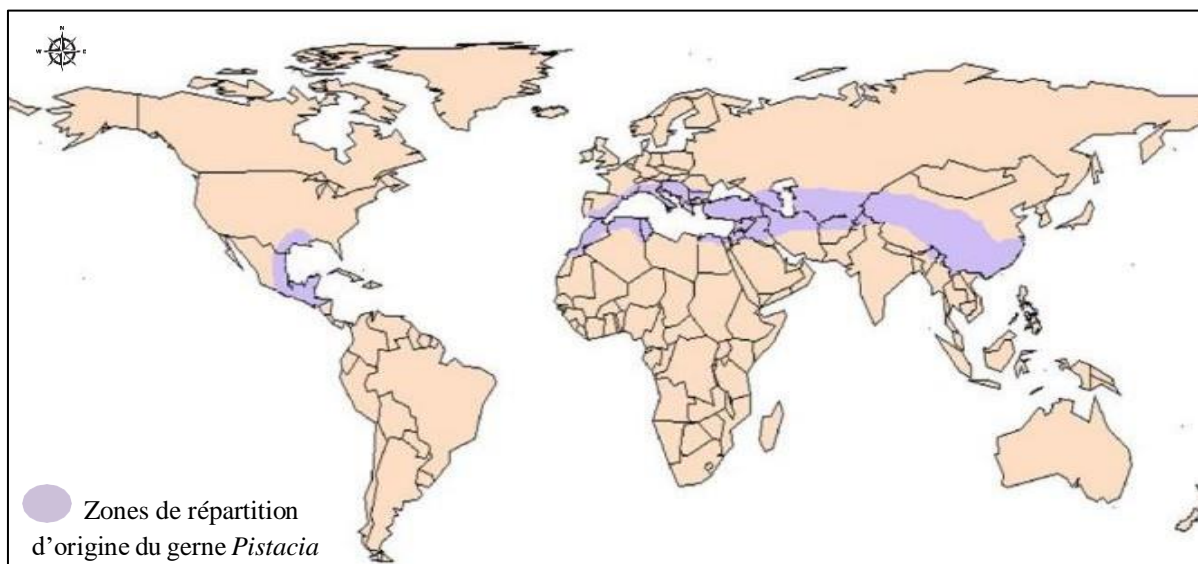 N
W E
S
Zones de répartition
d’origine du gerne Pistacia